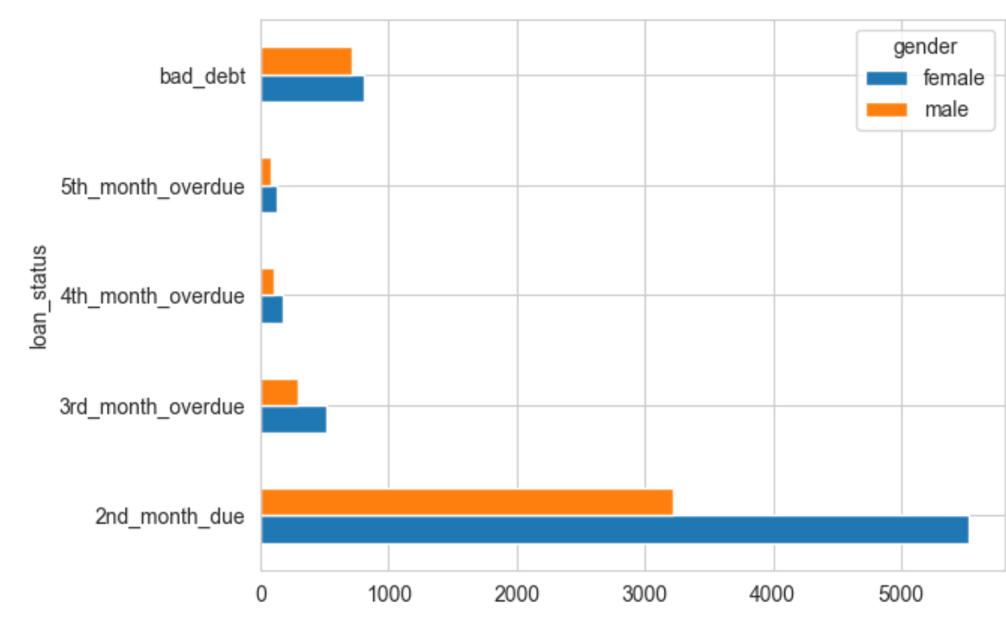 gender
female
male
bad_debt
5th_month_overdue
4th_month_overdue
3rd_month_overdue
2nd_month_due
loan_status
0 1000 2000 3000 4000 5000